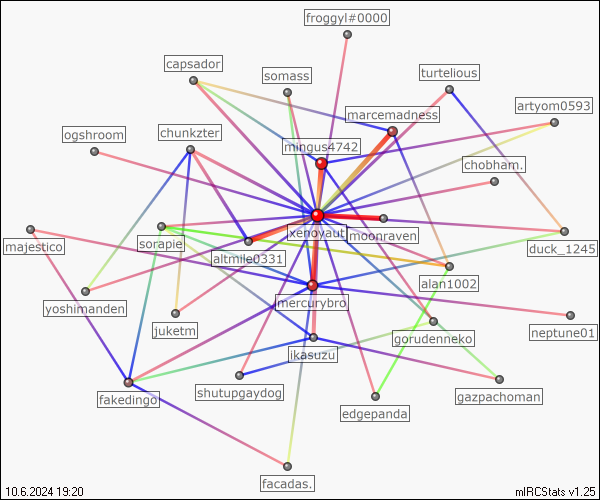 froggyl#0000
capsador
somass
turtelious
artyom0593
marcemadness
ogshroom
chunkzter
mingus4742
chobham.
xenoyaut
moonraven
majestico
sorapie
altmile0331
duck_1245
alan1002
yoshimanden
mercurybro
juketm
ikasuzu
gorudenneko
neptune01
fakedingo
shutupgaydog
edgepanda
gazpachoman
facadas.
10.6.2024 19:20
mIRCStats v1.25